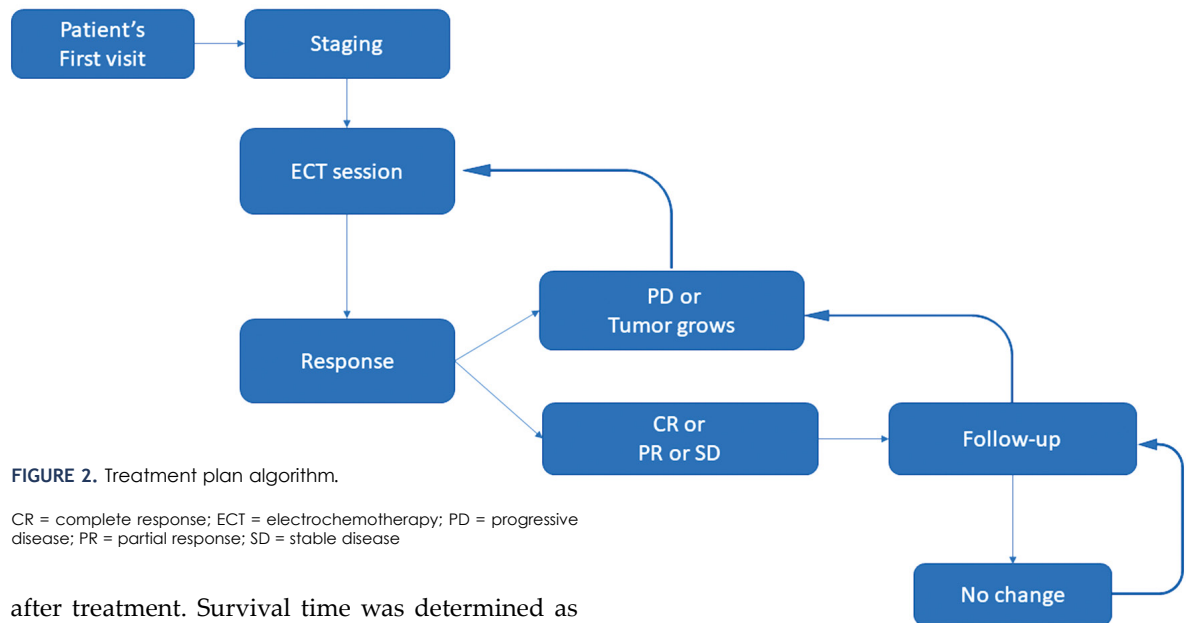 Patient’s
First visit
Staging
ECT session
PD or
Tumor grows
Response
CR or
PR or SD
Follow-up
No change
FIGURE 2. Treatment plan algorithm.
CR = complete response; ECT = electrochemotherapy; PD = progressive
disease; PR = partial response; SD = stable disease
after treatment. Survival time was determined as